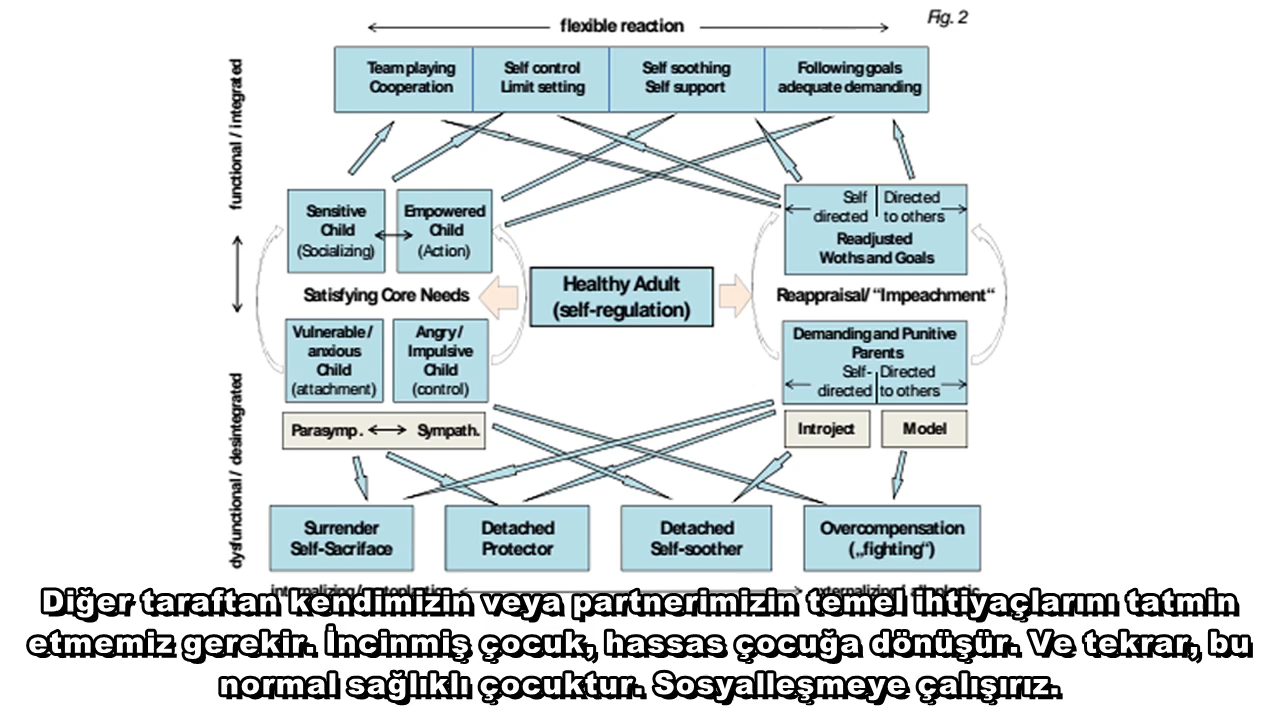 Fig. 2
flexible reaction
functional / integrated
Team playing
Cooperation
Self control
Limit setting
Self soothing
Self support
Following goals
adequate demanding
Sensitive
Child
(Socializing)
Empowered
Child
(Action)
Self directed
Directed to others
Readjusted
Woths and Goals
Healthy Adult
(self-regulation)
Satisfying Core Needs
Reappraisal/ “Impeachment“
Vulnerable /
anxious
Child
(attachment)
Angry /
Impulsive
Child
(control)
Demanding and Punitive
Parents
Self-directed
Directed to others
dysfunctional / desintegrated
Parasymp.
Sympath.
Introject
Model
Surrender
Self-Sacriface
Detached
Protector
Detached
Self-soother
Overcompensation
(„fighting“)
Diğer taraftan kendimizin veya partnerimizin temel ihtiyaçlarını tatmin
etmemiz gerekir. İncinmiş çocuk, hassas çocuğa dönüşür. Ve tekrar, bu
normal sağlıklı çocuktur. Sosyalleşmeye çalışırız.